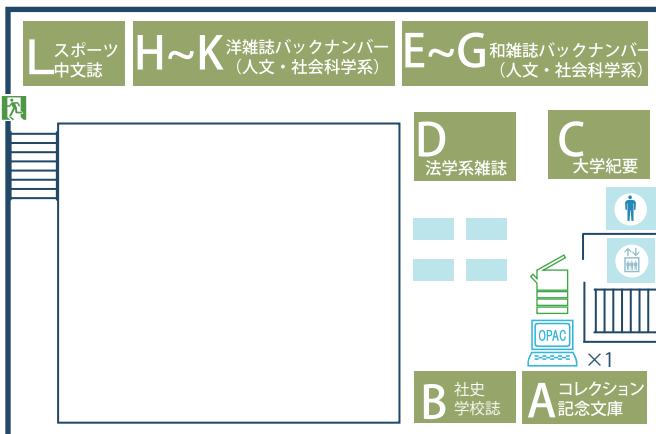 L スポーツ
中文誌
H～K 洋雑誌バックナンバー
（人文・社会科学系）
E～G 和雑誌バックナンバー
（人文・社会科学系）
D
法学系雑誌
C
大学紀要
OPAC
×1
B 社史
学校誌
A コレクション
記念文庫